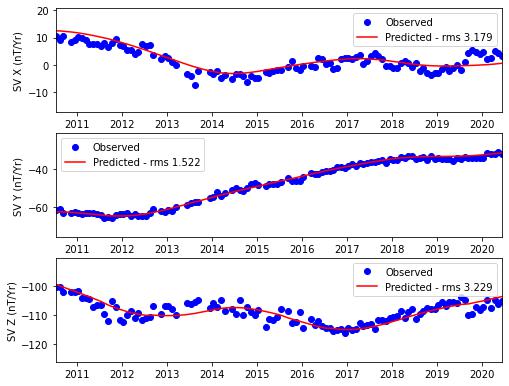 SV X (nT/Yr)
20
10
0
−10
Observed
Predicted - rms 3.179
2011 2012 2013 2014 2015 2016 2017 2018 2019 2020
SV Y (nT/Yr)
−40
−60
Observed
Predicted - rms 1.522
2011 2012 2013 2014 2015 2016 2017 2018 2019 2020
SV Z (nT/Yr)
−100
−110
−120
Observed
Predicted - rms 3.229
2011 2012 2013 2014 2015 2016 2017 2018 2019 2020